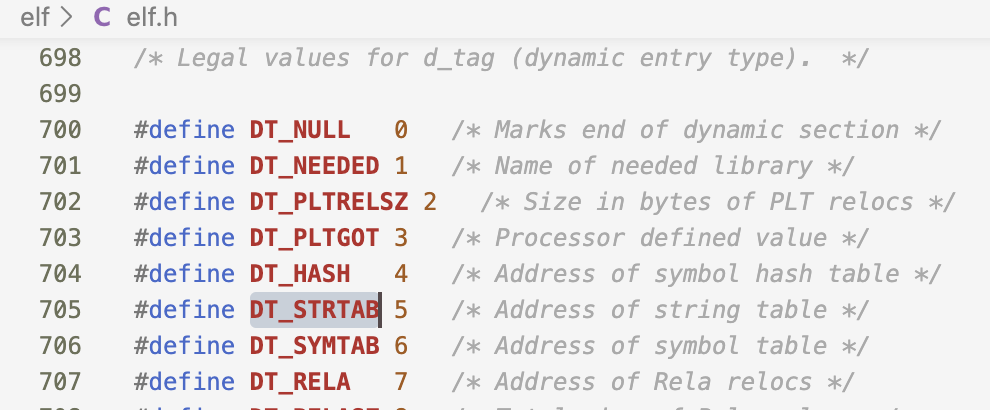 elf > C elf.h
698 /* Legal values for d_tag (dynamic entry type).  */
699
700 #define DT_NULL 0 /* Marks end of dynamic section */
701 #define DT_NEEDED 1 /* Name of needed library */
702 #define DT_PLTRELSZ 2 /* Size in bytes of PLT relocs */
703 #define DT_PLTGOT 3 /* Processor defined value */
704 #define DT_HASH 4 /* Address of symbol hash table */
705 #define DT_STRTAB 5 /* Address of string table */
706 #define DT_SYMTAB 6 /* Address of symbol table */
707 #define DT_RELA 7 /* Address of Rela relocs */